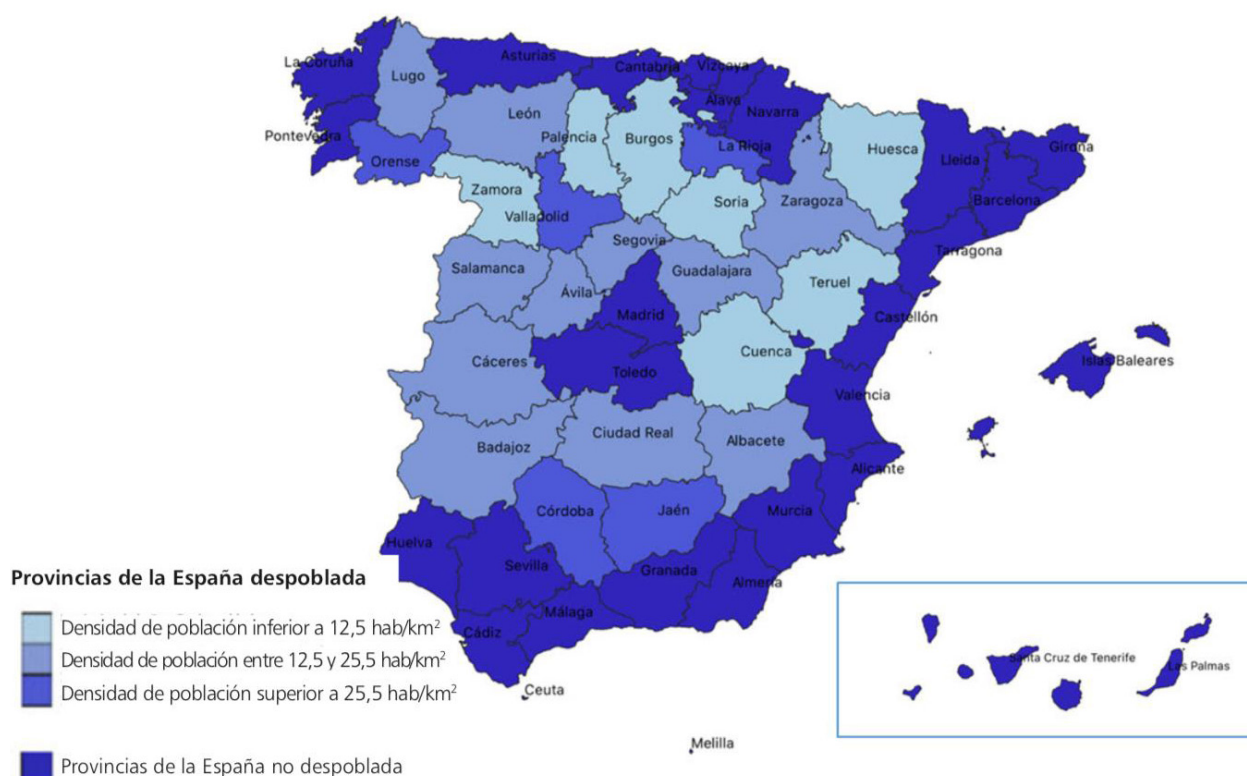 La Coruña
Lugo
Asturias
Cantabria
Vizcaya
Álava
Navarra
Pontevedra
Orense
León
Palencia
Burgos
La Rioja
Huesca
Lleida
Girona
Barcelona
Zamora
Valladolid
Soria
Zaragoza
Tarragona
Salamanca
Segovia
Ávila
Guadalajara
Teruel
Madrid
Castellón
Cáceres
Toledo
Cuenca
Islas Baleares
Valencia
Badajoz
Ciudad Real
Albacete
Alicante
Córdoba
Jaén
Murcia
Huelva
Sevilla
Granada
Almería
Málaga
Cádiz
Ceuta
Melilla
Santa Cruz de Tenerife
Las Palmas
Provincias de la España despoblada
Densidad de población inferior a 12,5 hab/km²
Densidad de población entre 12,5 y 25,5 hab/km²
Densidad de población superior a 25,5 hab/km²
Provincias de la España no despoblada